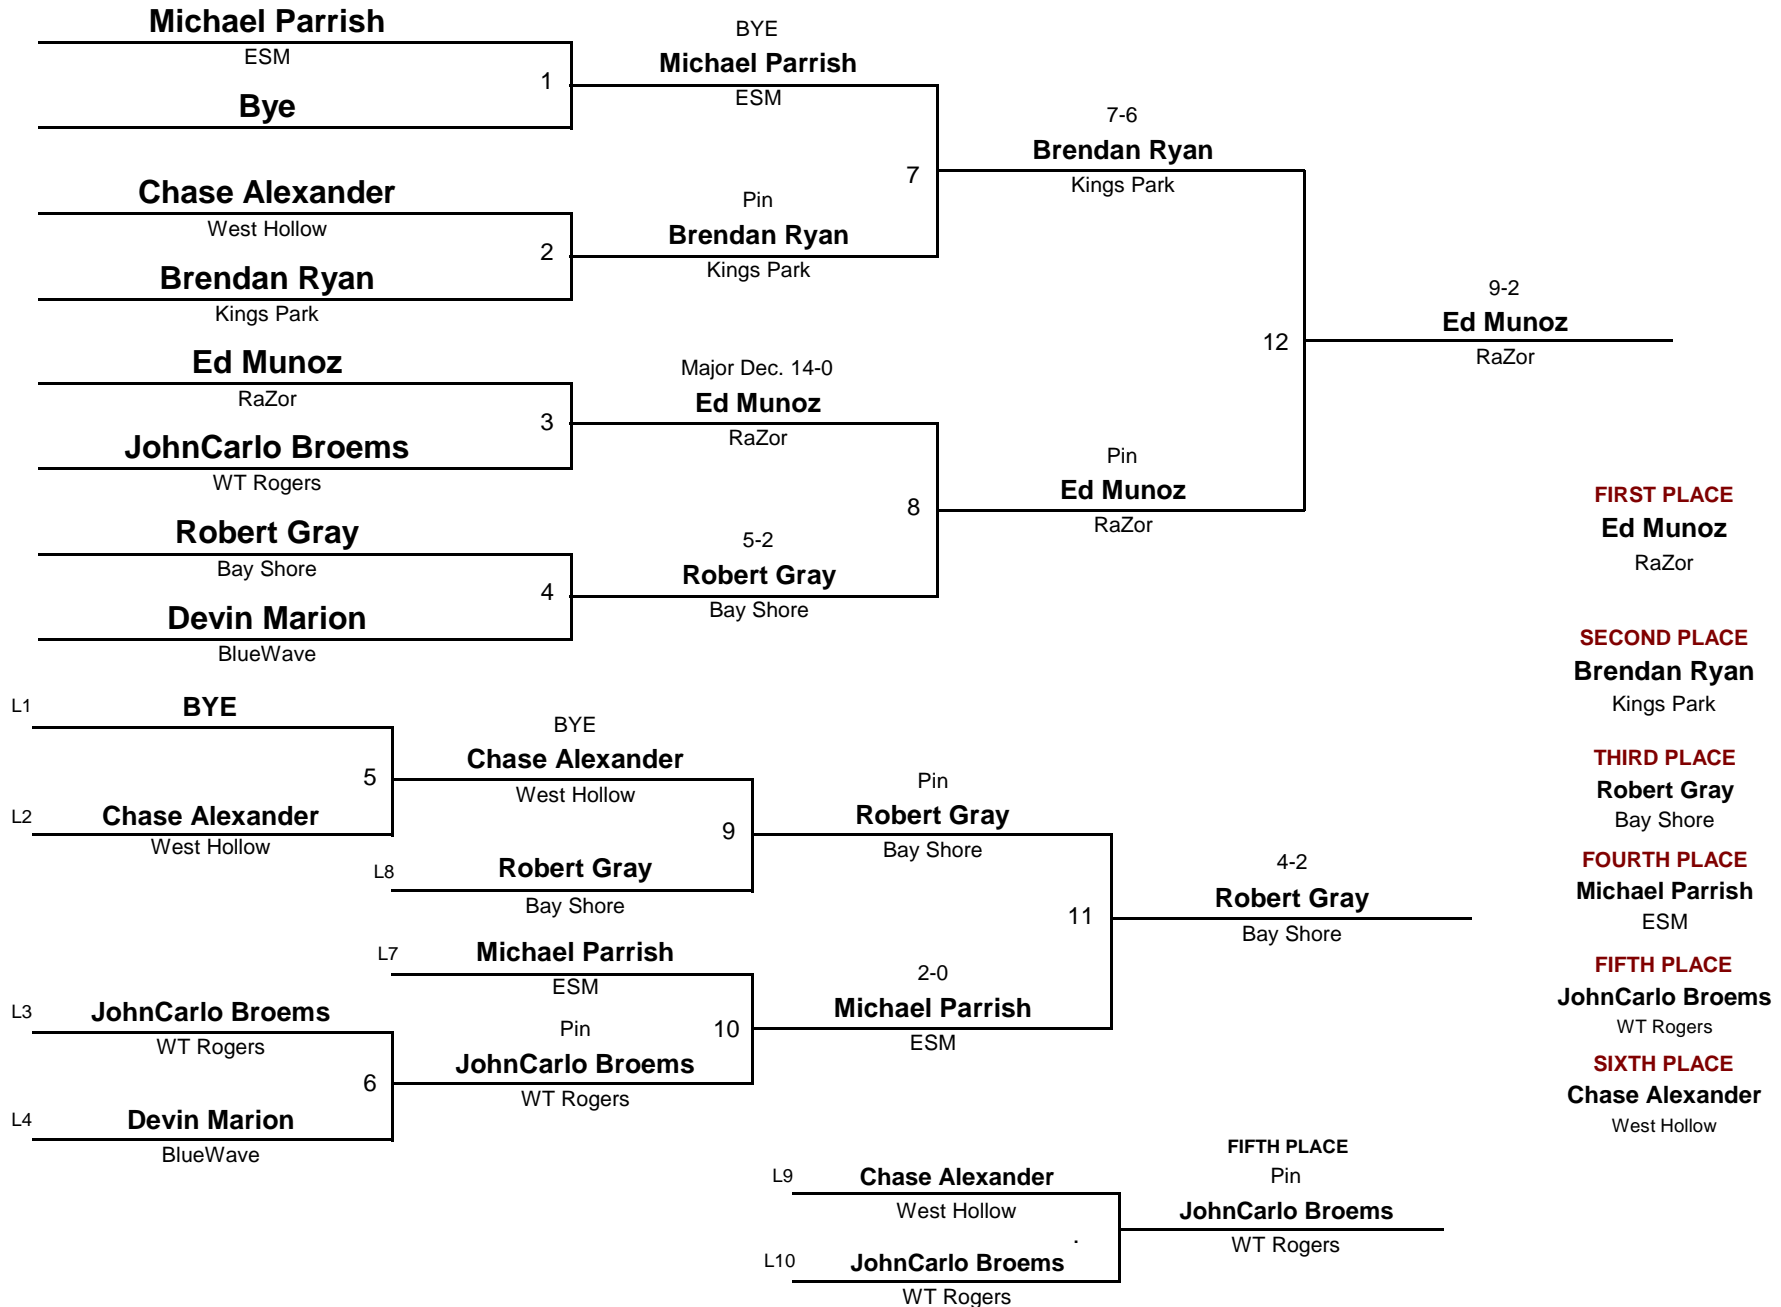 Michael Parrish
ESM
1
Bye
BYE
Michael Parrish
ESM
Chase Alexander
West Hollow
2
Brendan Ryan
Kings Park
Pin
Brendan Ryan
Kings Park
7
7-6
Brendan Ryan
Kings Park
Ed Munoz
RaZor
3
JohnCarlo Broems
WT Rogers
Major Dec. 14-0
Ed Munoz
RaZor
Robert Gray
Bay Shore
4
Devin Marion
BlueWave
5-2
Robert Gray
Bay Shore
8
Pin
Ed Munoz
RaZor
12
9-2
Ed Munoz
RaZor
L1
BYE
5
L2
Chase Alexander
West Hollow
BYE
Chase Alexander
West Hollow
9
L8
Robert Gray
Bay Shore
Pin
Robert Gray
Bay Shore
L7
Michael Parrish
ESM
L3
JohnCarlo Broems
WT Rogers
6
L4
Devin Marion
BlueWave
Pin
JohnCarlo Broems
WT Rogers
10
2-0
Michael Parrish
ESM
11
4-2
Robert Gray
Bay Shore
L9
Chase Alexander
West Hollow
.
L10
JohnCarlo Broems
WT Rogers
FIFTH PLACE
Pin
JohnCarlo Broems
WT Rogers
FIRST PLACE
Ed Munoz
RaZor
SECOND PLACE
Brendan Ryan
Kings Park
THIRD PLACE
Robert Gray
Bay Shore
FOURTH PLACE
Michael Parrish
ESM
FIFTH PLACE
JohnCarlo Broems
WT Rogers
SIXTH PLACE
Chase Alexander
West Hollow